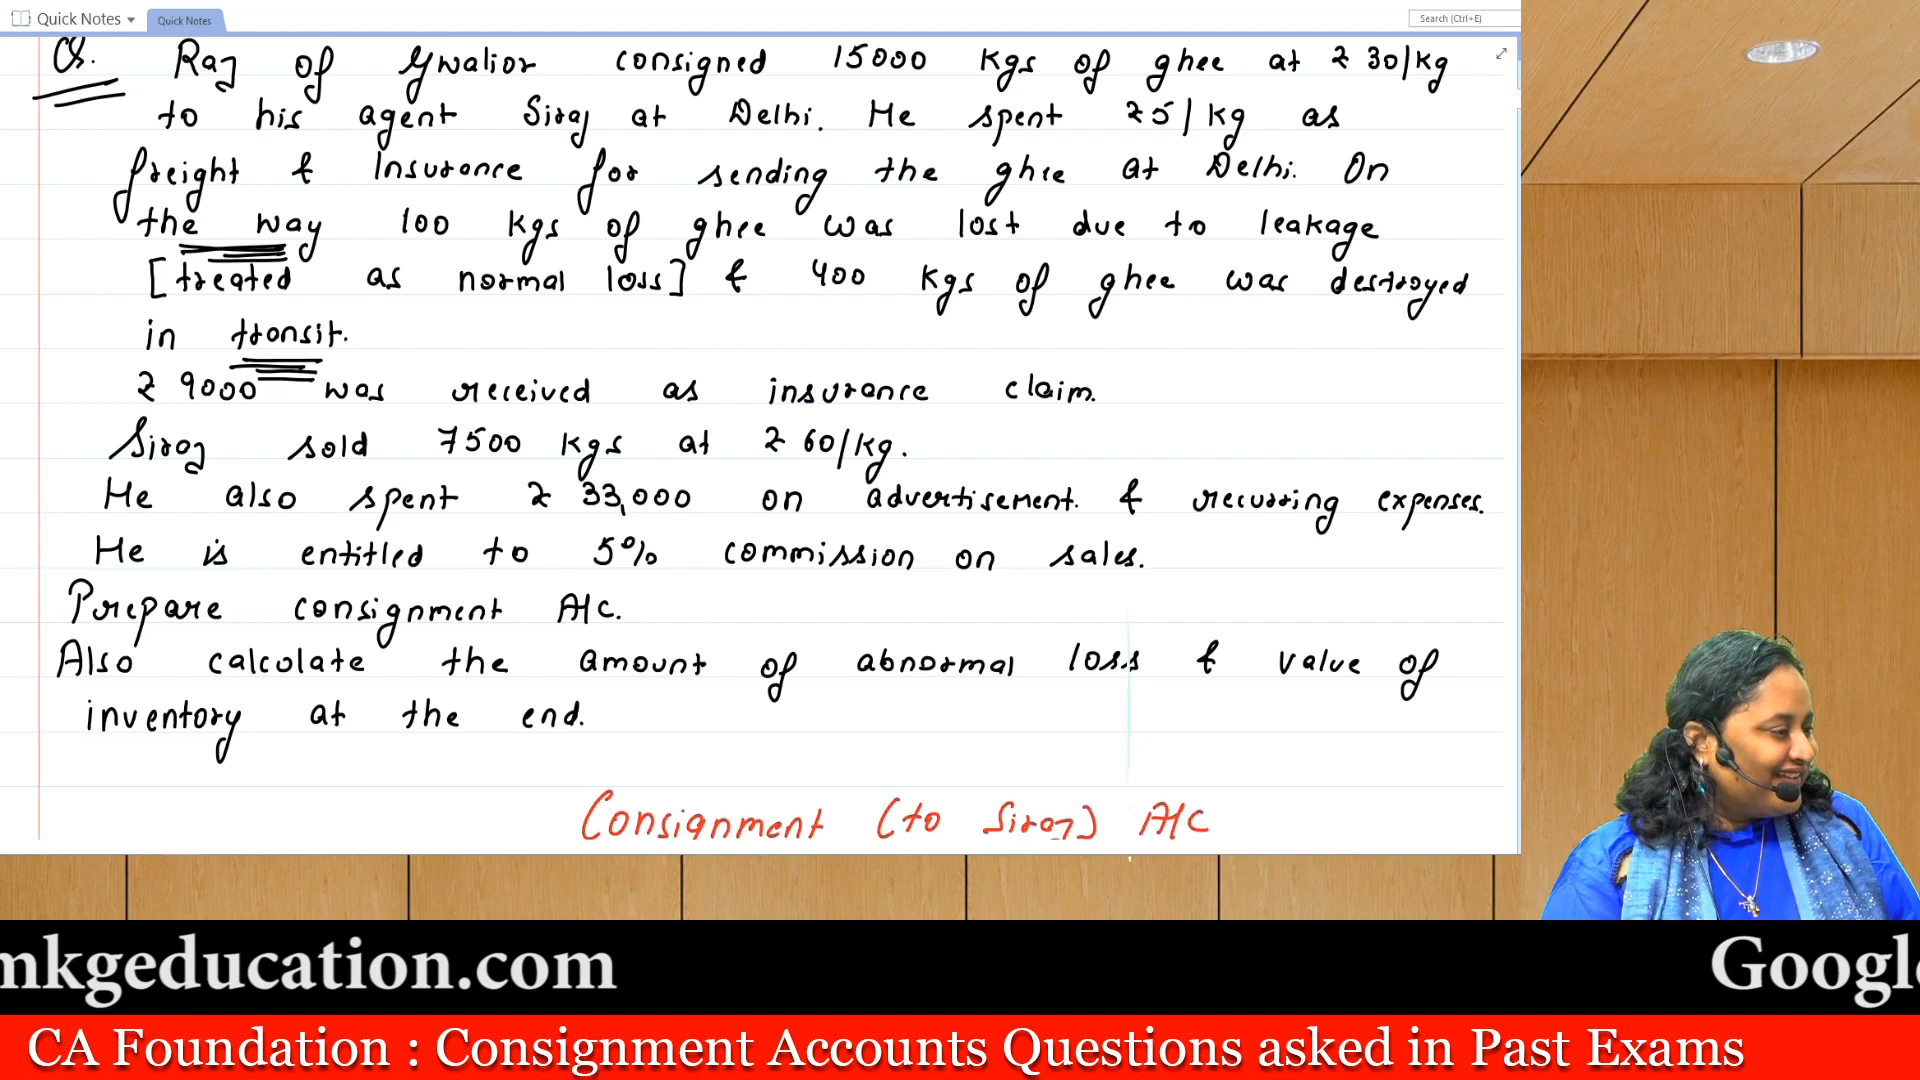 Quick Notes
Quick Notes
Search (Ctrl+E)
Q. Raj of Gwalior consigned 15000 kgs of ghee at ₹ 30/kg
to his agent Siraj at Delhi. He spent ₹5/kg as
freight & Insurance for sending the ghee at Delhi. On
the way 100 kgs of ghee was lost due to leakage
[treated as normal loss] & 400 kgs of ghee was destroyed
in transit.
₹ 9000 was received as insurance claim.
Siraj sold 7500 kgs at ₹ 60/kg.
He also spent ₹ 33,000 on advertisement & recurring expenses.
He is entitled to 5% commission on sales.
Prepare consignment A/C.
Also calculate the amount of abnormal loss & value of
inventory at the end.
Consignment (to Siraj) A/C
mkgeducation.com
Google
CA Foundation : Consignment Accounts Questions asked in Past Exams